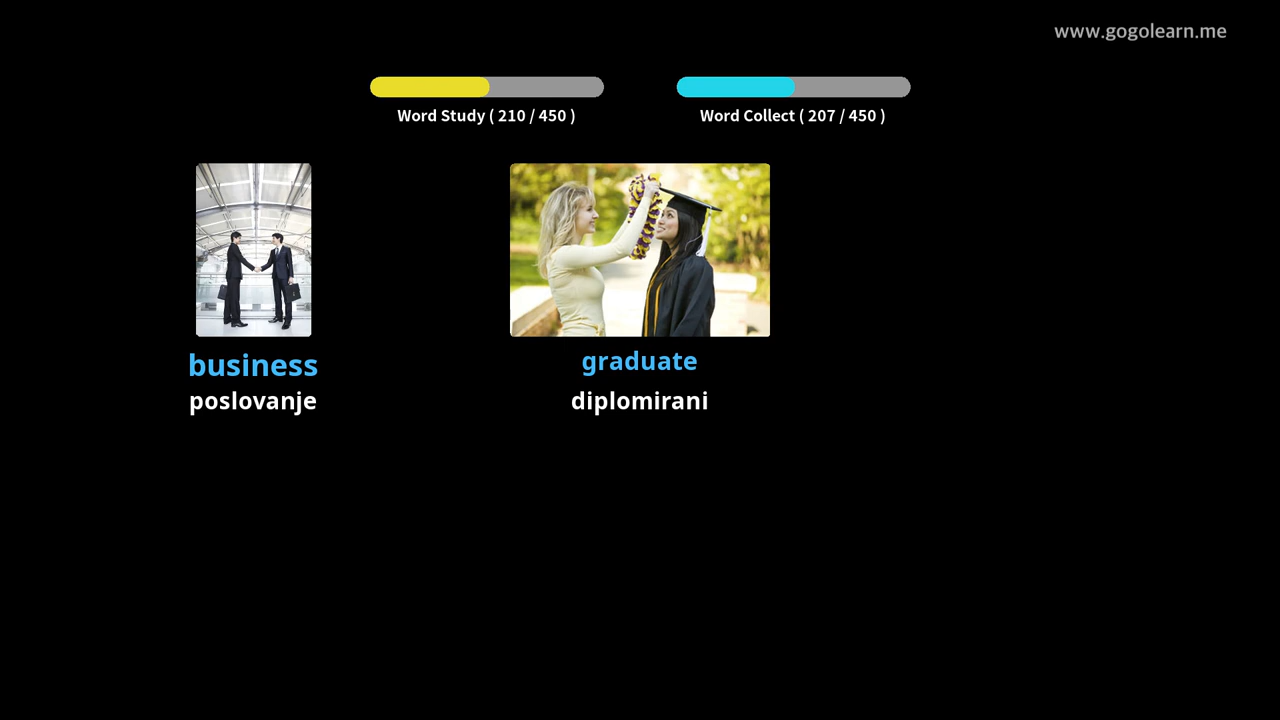 www.gogolearn.me
Word Study ( 210 / 450 )
Word Collect ( 207 / 450 )
business
poslovanje
graduate
diplomirani